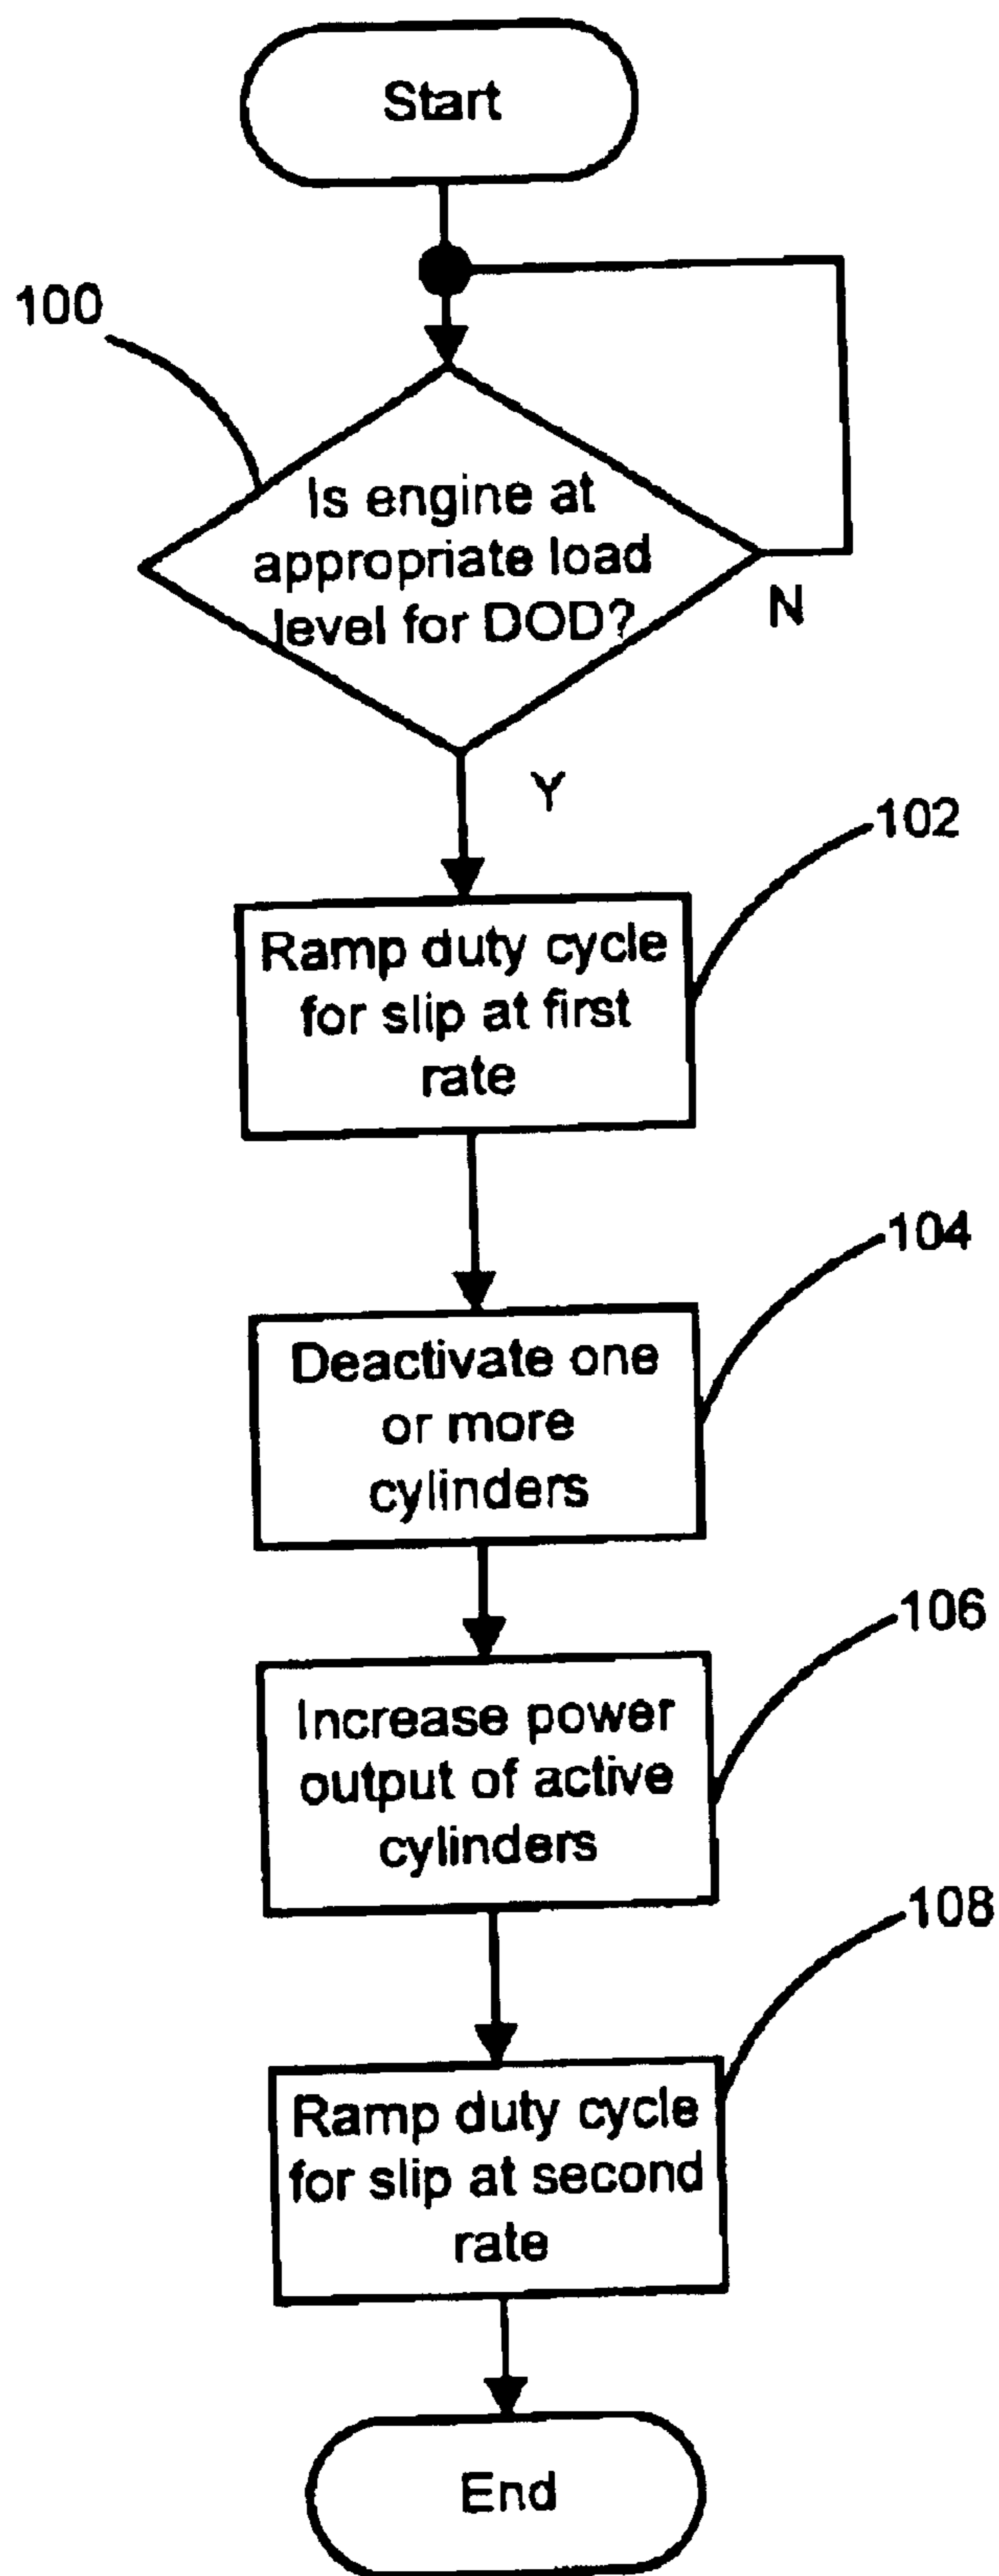 Start
100
Is engine at
appropriate load
level for DOD?
N
Y
102
Ramp duty cycle
for slip at first
rate
104
Deactivate one
or more
cylinders
106
Increase power
output of active
cylinders
108
Ramp duty cycle
for slip at second
rate
End